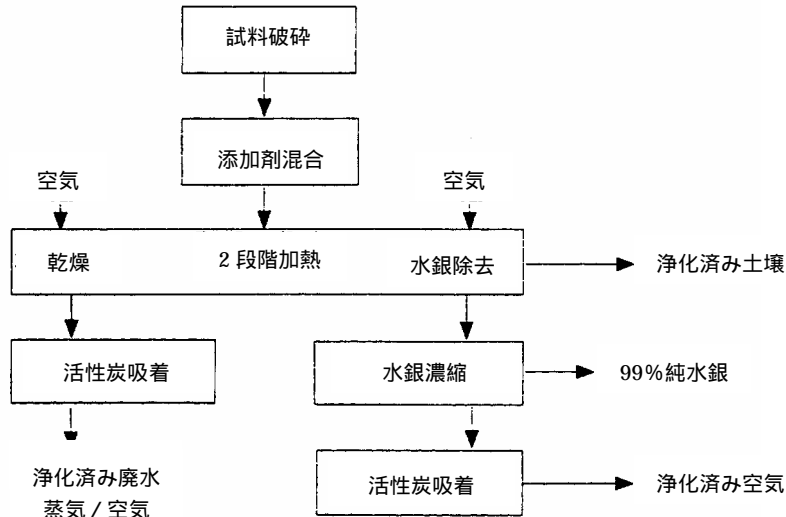 試料破砕
添加剤混合
空気
空気
乾燥
2 段階加熱
水銀除去
浄化済み土壌
活性炭吸着
水銀濃縮
99%純水銀
浄化済み廃水
蒸気 / 空気
活性炭吸着
浄化済み空気